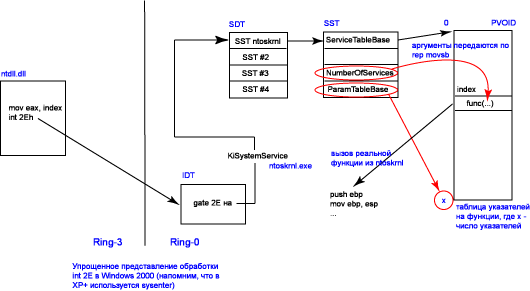 ntdll.dll
mov eax, index
int 2Eh
SDT
SST ntoskrnl
SST #2
SST #3
SST #4
SST
ServiceTableBase
NumberOfServices
ParamTableBase
0
PVOID
аргументы передаются по
rep movsb
index
func(...)
KiSystemService
ntoskrnl.exe
вызов реальной
функции из ntoskrnl
IDT
gate 2E на
push ebp
mov ebp, esp
...
x
таблица указателей
на функции, где x -
число указателей
Ring-3
Ring-0
Упрощенное представление обработки
int 2E в Windows 2000 (напомним, что в
XP+ используется sysenter)